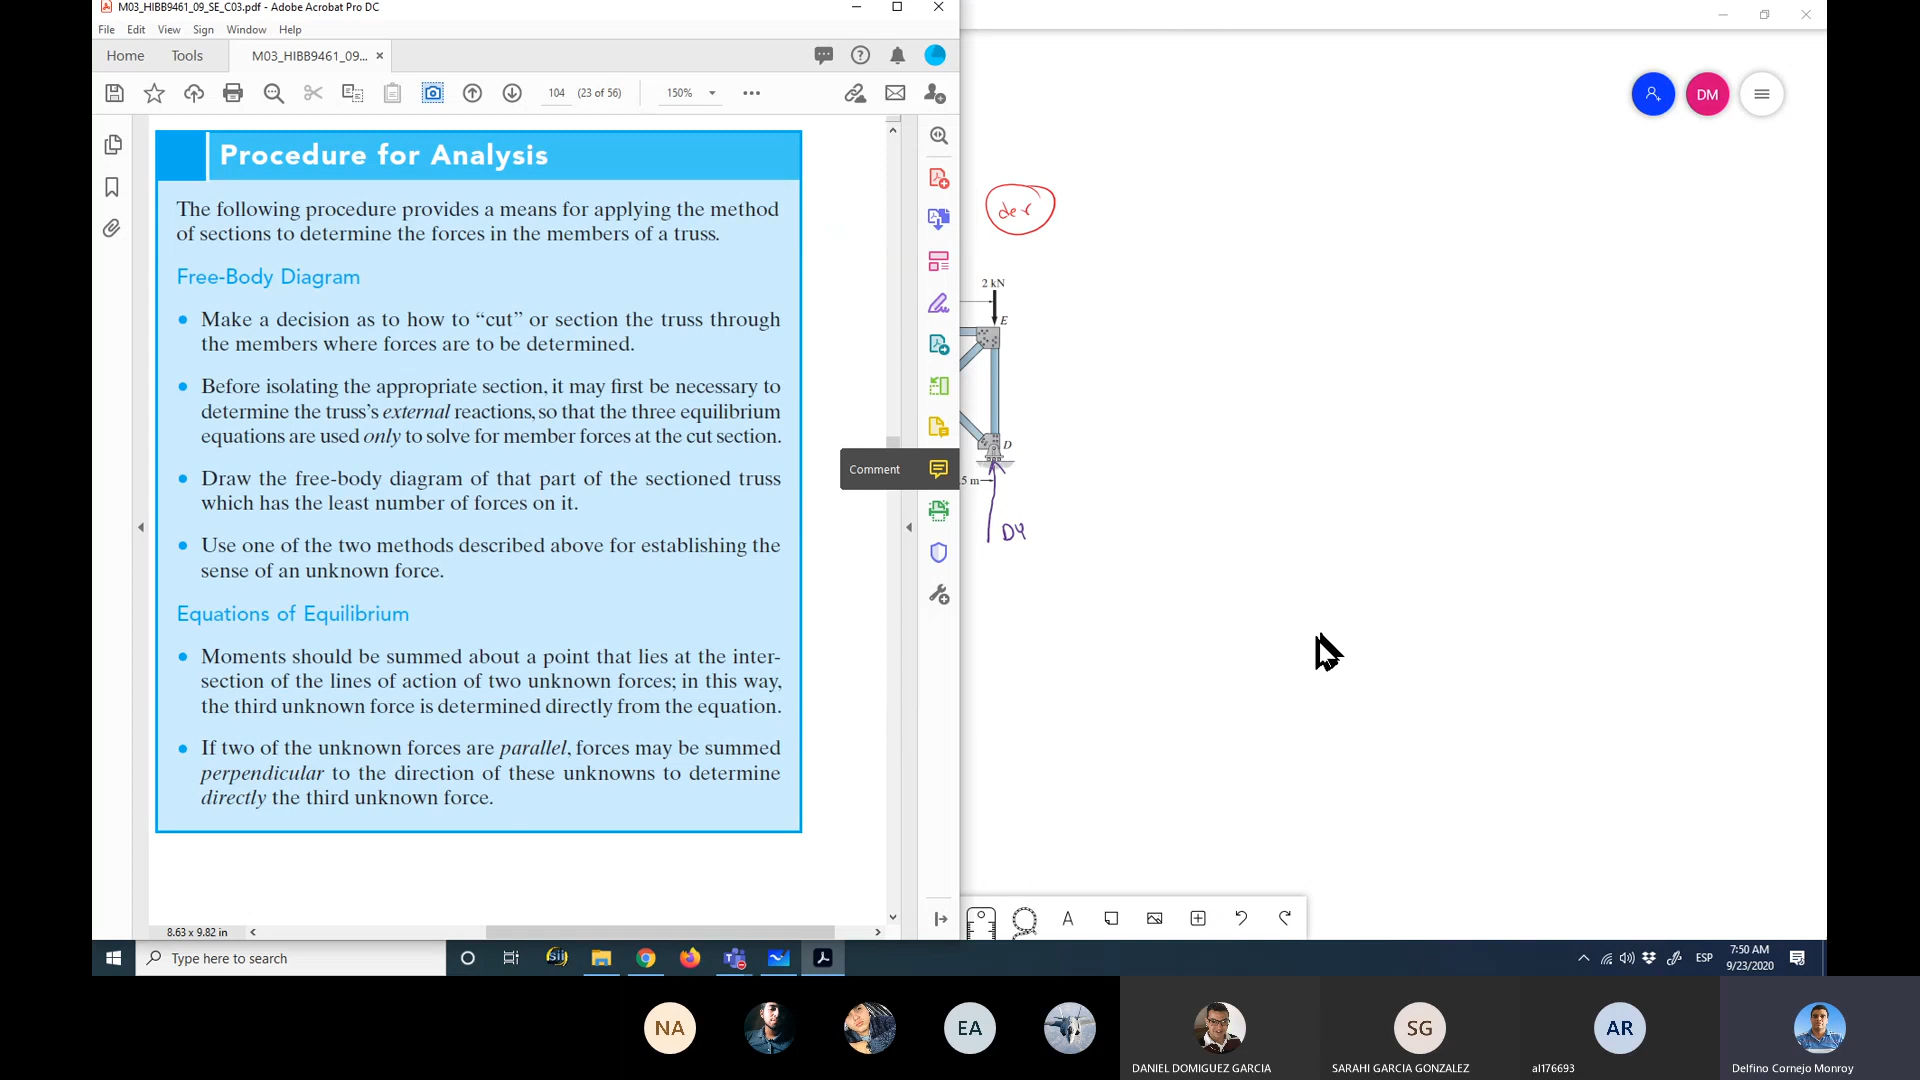 M03_HIBB9461_09_SE_C03.pdf - Adobe Acrobat Pro DC
File Edit View Sign Window Help
Home Tools M03_HIBB9461_09... ×
104 (23 of 56) 150%
Procedure for Analysis
The following procedure provides a means for applying the method
of sections to determine the forces in the members of a truss.
Free-Body Diagram
• Make a decision as to how to “cut” or section the truss through
the members where forces are to be determined.
• Before isolating the appropriate section, it may first be necessary to
determine the truss’s external reactions, so that the three equilibrium
equations are used only to solve for member forces at the cut section.
• Draw the free-body diagram of that part of the sectioned truss
which has the least number of forces on it.
• Use one of the two methods described above for establishing the
sense of an unknown force.
Equations of Equilibrium
• Moments should be summed about a point that lies at the inter-
section of the lines of action of two unknown forces; in this way,
the third unknown force is determined directly from the equation.
• If two of the unknown forces are parallel, forces may be summed
perpendicular to the direction of these unknowns to determine
directly the third unknown force.
Comment
8.63 x 9.82 in
DM
der
2 kN
E
D
5 m
Dy
A
Type here to search
sii
ESP
7:50 AM
9/23/2020
NA
EA
SG
AR
DANIEL DOMIGUEZ GARCIA
SARAHI GARCIA GONZALEZ
al176693
Delfino Cornejo Monroy